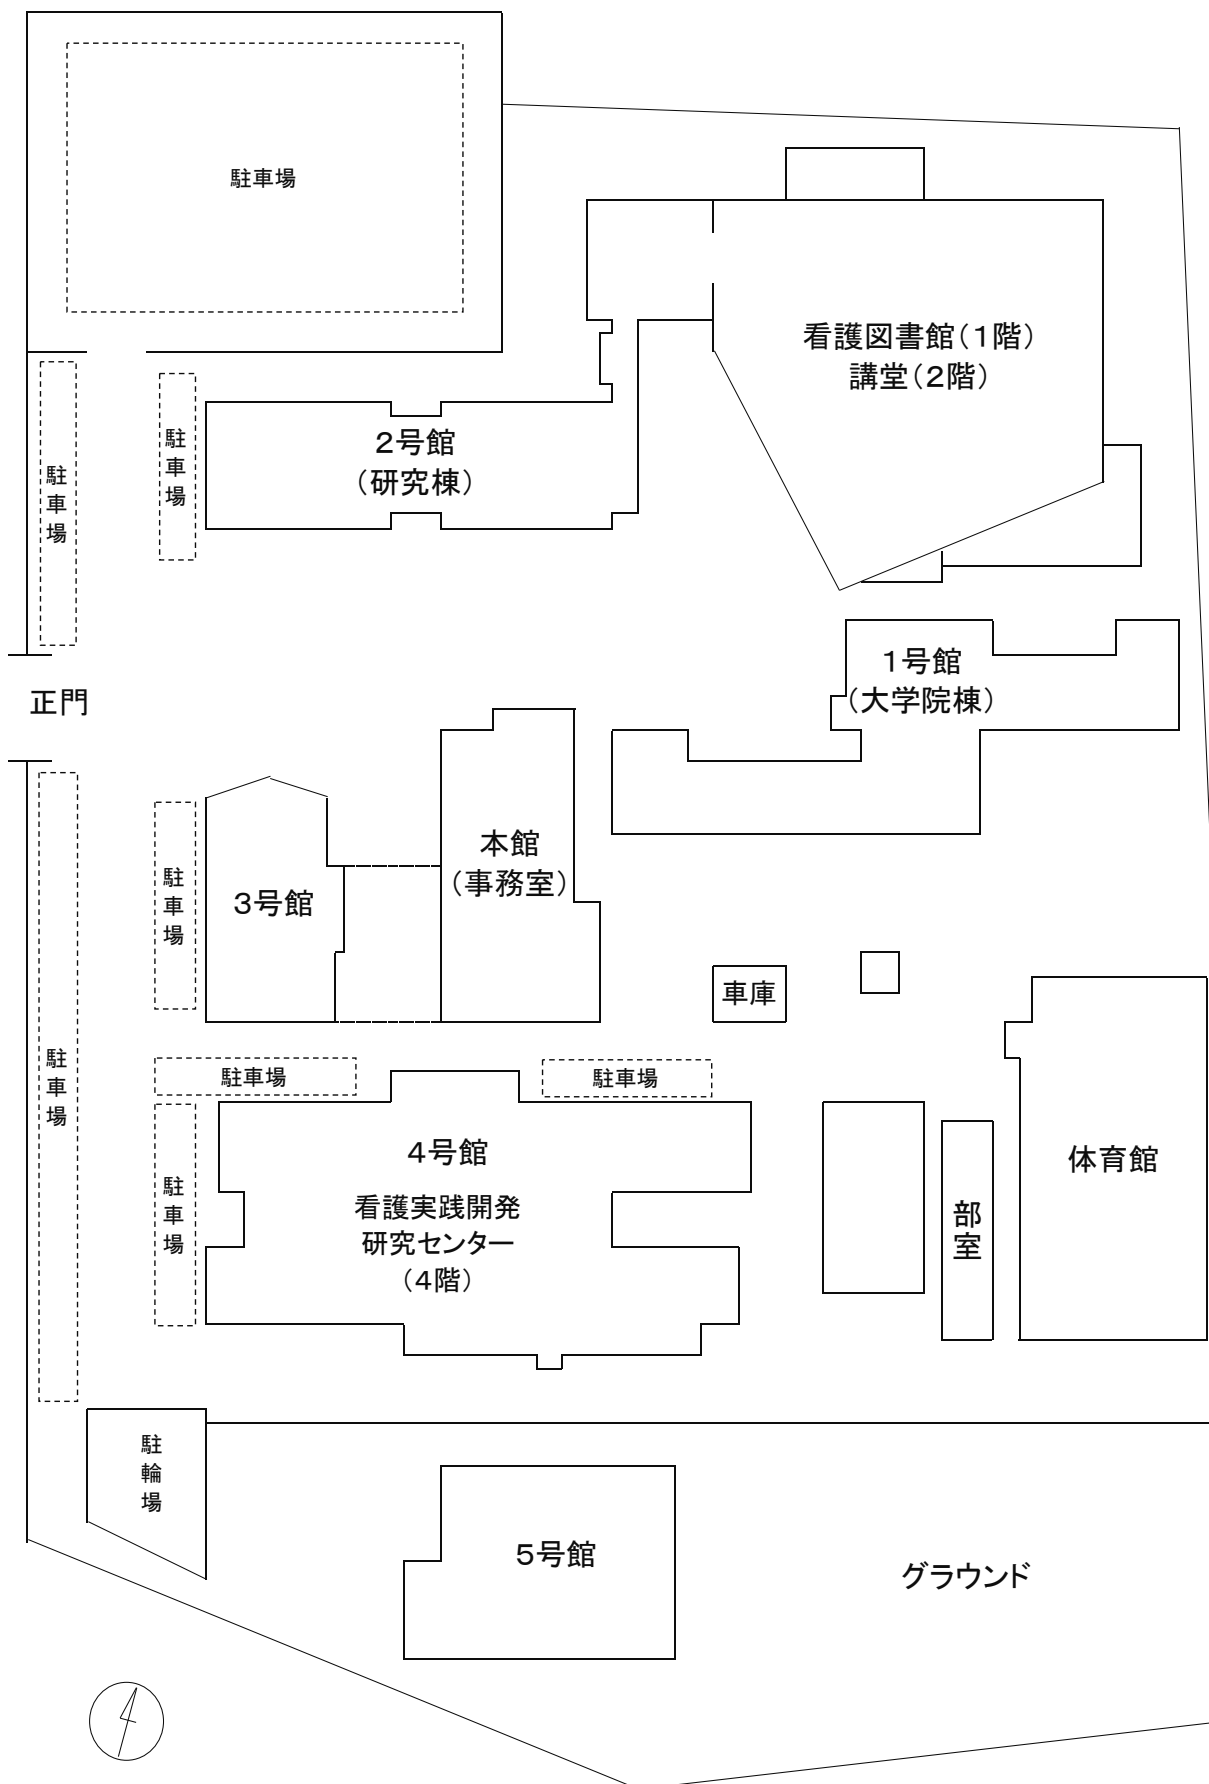 駐車場
看護図書館(1階)
講堂(2階)
2号館
(研究棟)
駐車場
駐車場
1号館
(大学院棟)
正門
本館
(事務室)
3号館
駐車場
車庫
駐車場
駐車場
駐車場
4号館
看護実践開発
研究センター
(4階)
駐車場
体育館
部室
駐輪場
5号館
グラウンド